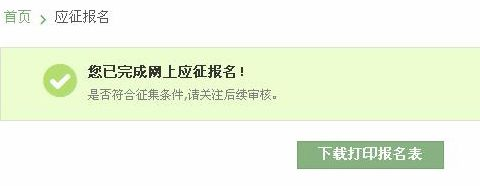 首页 > 应征报名
您已完成网上应征报名！
是否符合征集条件,请关注后续审核。
下载打印报名表